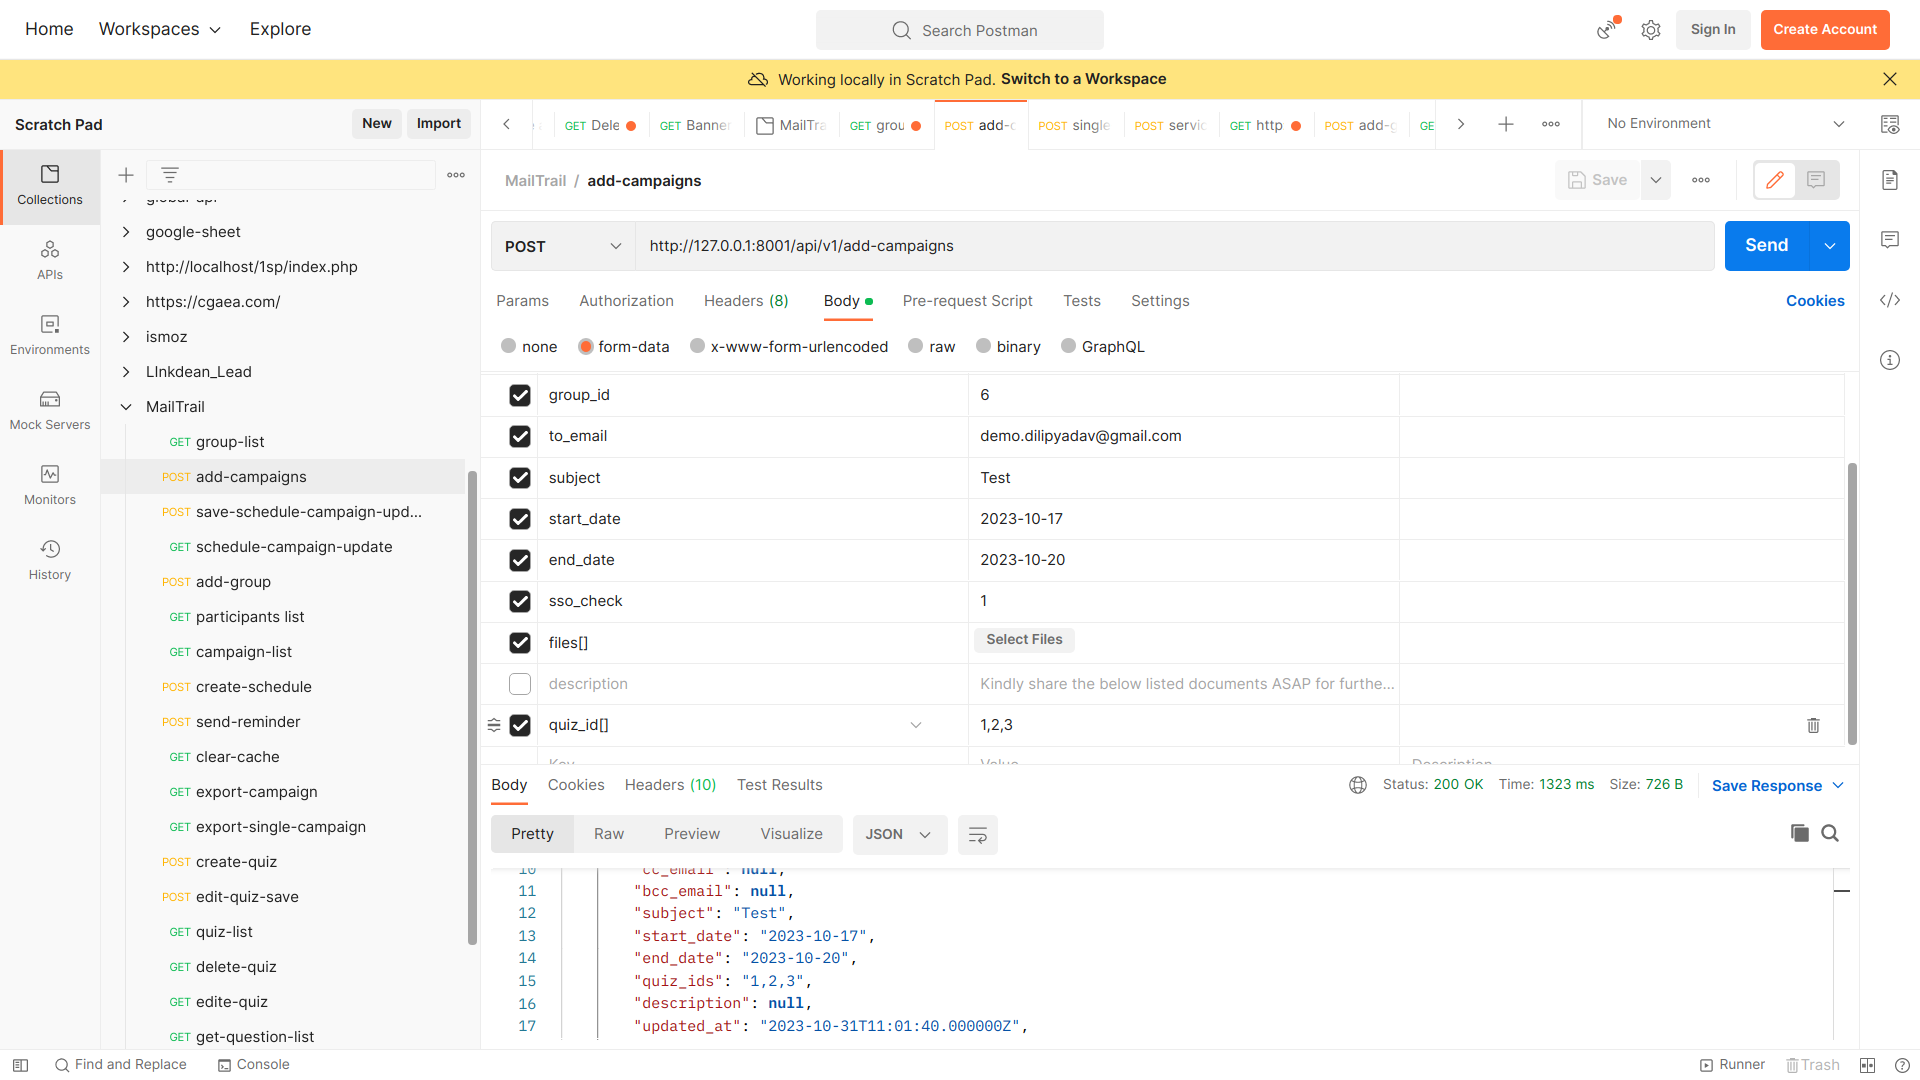 Home Workspaces Explore
Search Postman
Sign In Create Account
Working locally in Scratch Pad. Switch to a Workspace
Scratch Pad New Import
GET Dele GET Banner MailTra GET grou POST add-c POST single POST servic GET http POST add-g GE
No Environment
Collections
APIs
Environments
Mock Servers
Monitors
History
global-api
google-sheet
http://localhost/1sp/index.php
https://cgaea.com/
ismoz
LInkdean_Lead
MailTrail
GET group-list
POST add-campaigns
POST save-schedule-campaign-upd...
GET schedule-campaign-update
POST add-group
GET participants list
GET campaign-list
POST create-schedule
POST send-reminder
GET clear-cache
GET export-campaign
GET export-single-campaign
POST create-quiz
POST edit-quiz-save
GET quiz-list
GET delete-quiz
GET edite-quiz
GET get-question-list
MailTrail / add-campaigns
Save
POST http://127.0.0.1:8001/api/v1/add-campaigns Send
Params Authorization Headers (8) Body Pre-request Script Tests Settings Cookies
none form-data x-www-form-urlencoded raw binary GraphQL
group_id 6
to_email demo.dilipyadav@gmail.com
subject Test
start_date 2023-10-17
end_date 2023-10-20
sso_check 1
files[] Select Files
description Kindly share the below listed documents ASAP for furthe...
quiz_id[] 1,2,3
Key Value Description
Body Cookies Headers (10) Test Results Status: 200 OK Time: 1323 ms Size: 726 B Save Response
Pretty Raw Preview Visualize JSON
10 "cc_email": null,
11 "bcc_email": null,
12 "subject": "Test",
13 "start_date": "2023-10-17",
14 "end_date": "2023-10-20",
15 "quiz_ids": "1,2,3",
16 "description": null,
17 "updated_at": "2023-10-31T11:01:40.000000Z",
Find and Replace Console Runner Trash